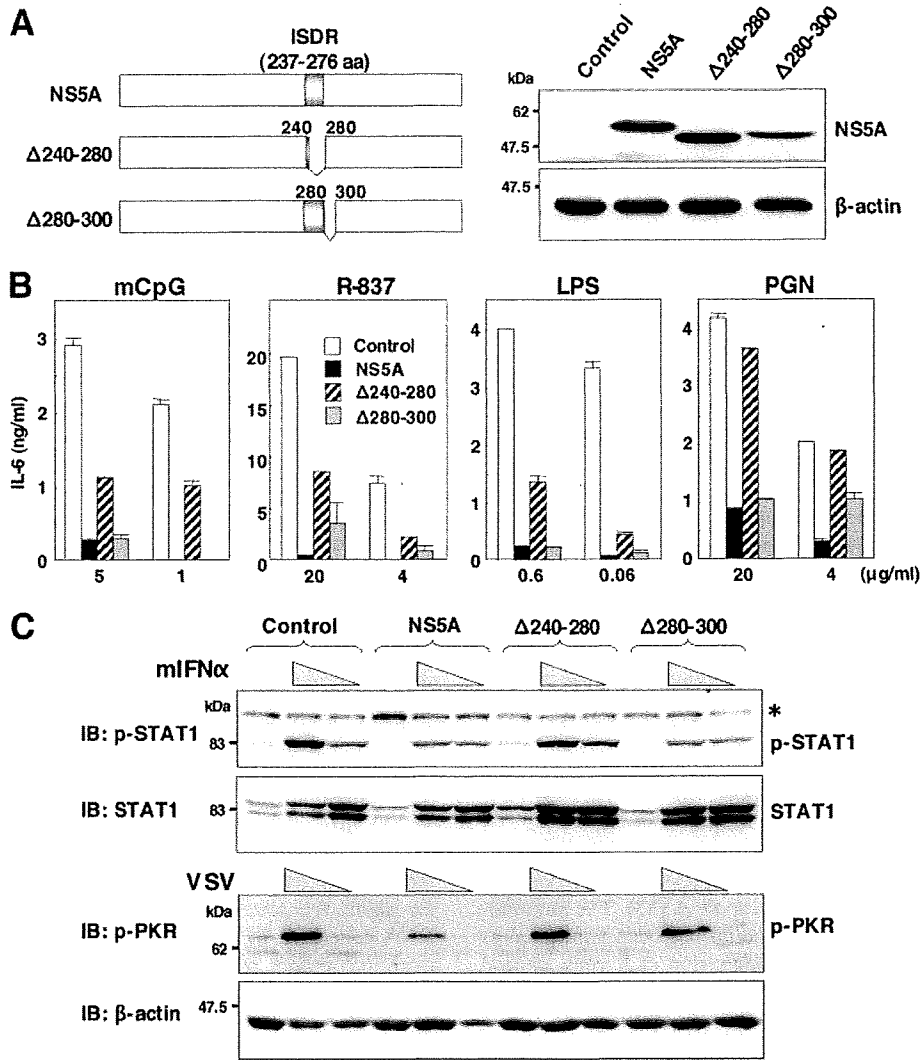 A
ISDR
(237-276 aa)
NS5A
240 280
Δ240-280
280 300
Δ280-300
Control NS5A Δ240-280 Δ280-300
kDa
62
47.5
NS5A
47.5
β-actin
B
mCpG R-837 LPS PGN
IL-6 (ng/ml)
3
2
1
0
5 1
20
15
10
5
0
20 4
Control
NS5A
Δ240-280
Δ280-300
4
3
2
1
0
0.6 0.06
4
2
0
20 4 (μg/ml)
C
Control NS5A Δ240-280 Δ280-300
mIFNα
kDa
*
IB: p-STAT1 83 p-STAT1
IB: STAT1 83 STAT1
VSV
kDa
IB: p-PKR 62 p-PKR
47.5
IB: β-actin β-actin